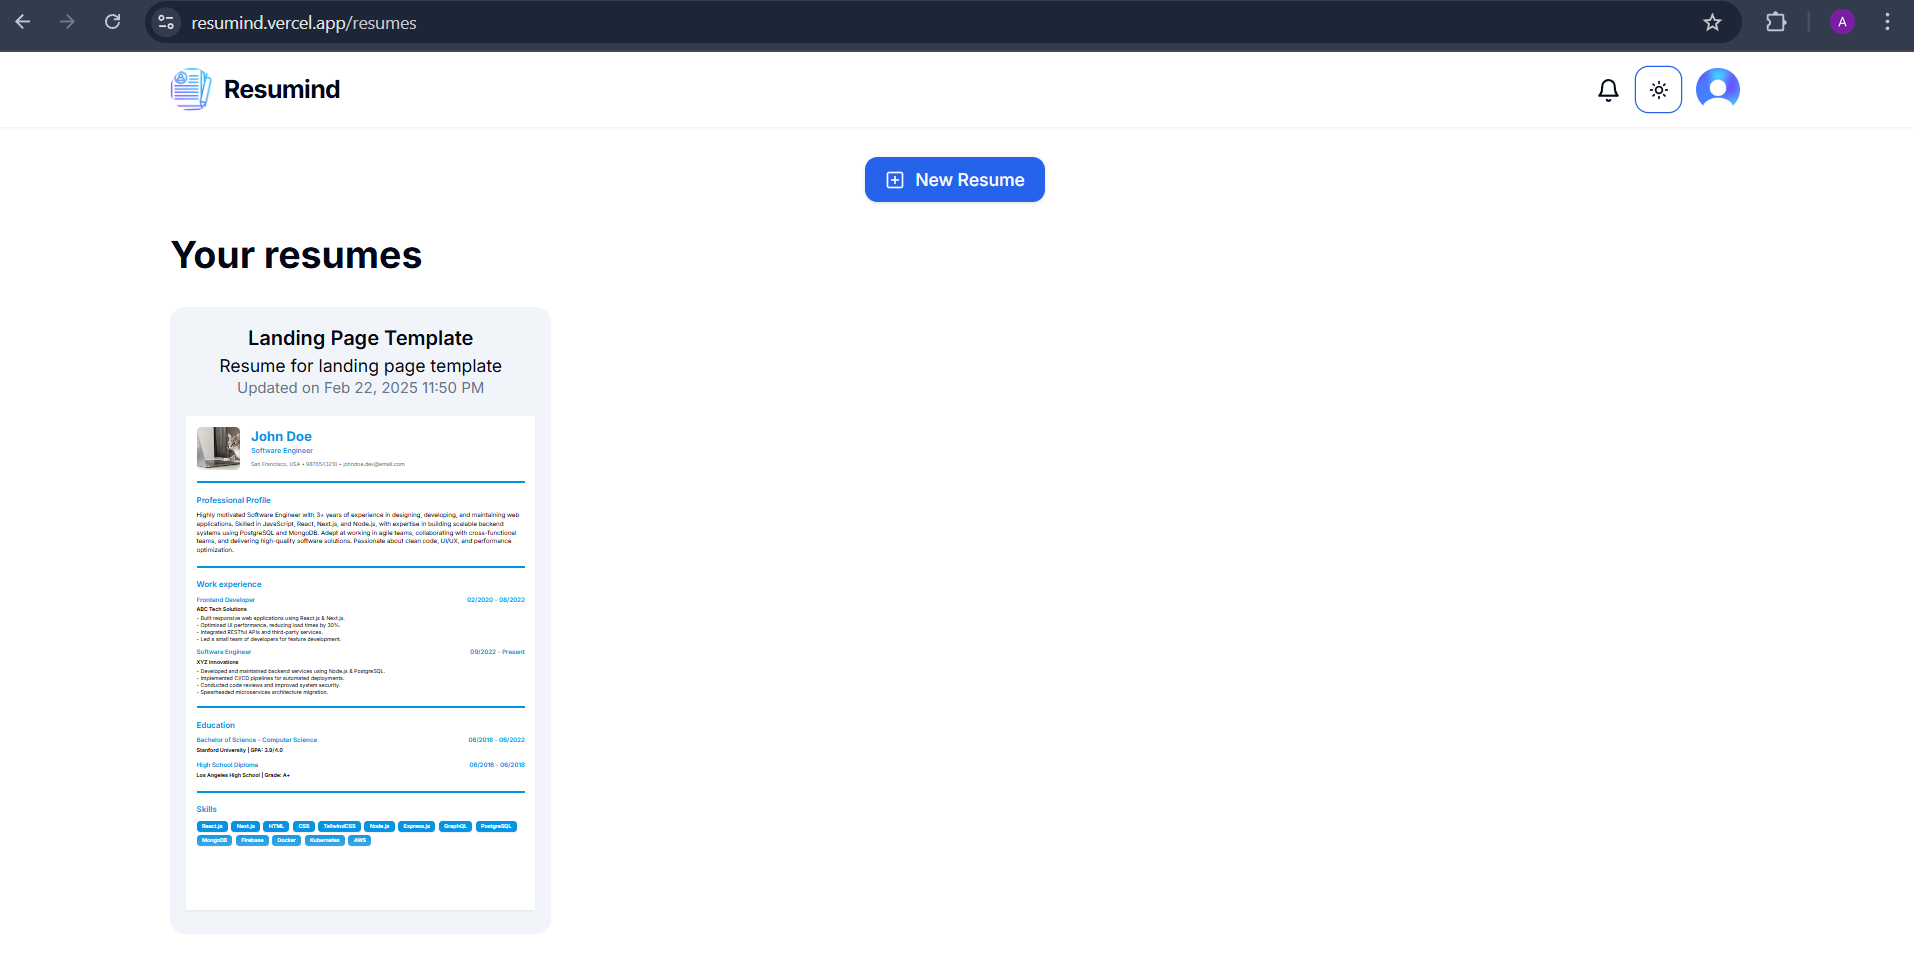 resumind.vercel.app/resumes
A
Resumind
New Resume
Your resumes
Landing Page Template
Resume for landing page template
Updated on Feb 22, 2025 11:50 PM
John Doe
Software Engineer
San Francisco, USA • 9876543210 • johndoe.dev@email.com
Professional Profile
Highly motivated Software Engineer with 3+ years of experience in designing, developing, and maintaining web
applications. Skilled in JavaScript, React, Next.js, and Node.js, with expertise in building scalable backend
systems using PostgreSQL and MongoDB. Adept at working in agile teams, collaborating with cross-functional
teams, and delivering high-quality software solutions. Passionate about clean code, UI/UX, and performance
optimization.
Work experience
Frontend Developer 02/2020 - 08/2022
ABC Tech Solutions
- Built responsive web applications using React.js & Next.js.
- Optimized UI performance, reducing load times by 30%.
- Integrated RESTful APIs and third-party services.
- Led a small team of developers for feature development.
Software Engineer 09/2022 - Present
XYZ Innovations
- Developed and maintained backend services using Node.js & PostgreSQL.
- Implemented CI/CD pipelines for automated deployments.
- Conducted code reviews and improved system security.
- Spearheaded microservices architecture migration.
Education
Bachelor of Science - Computer Science 06/2018 - 06/2022
Stanford University | GPA: 3.9/4.0
High School Diploma 06/2016 - 06/2018
Los Angeles High School | Grade: A+
Skills
React.js Next.js HTML CSS TailwindCSS Node.js Express.js GraphQL PostgreSQL
MongoDB Firebase Docker Kubernetes AWS